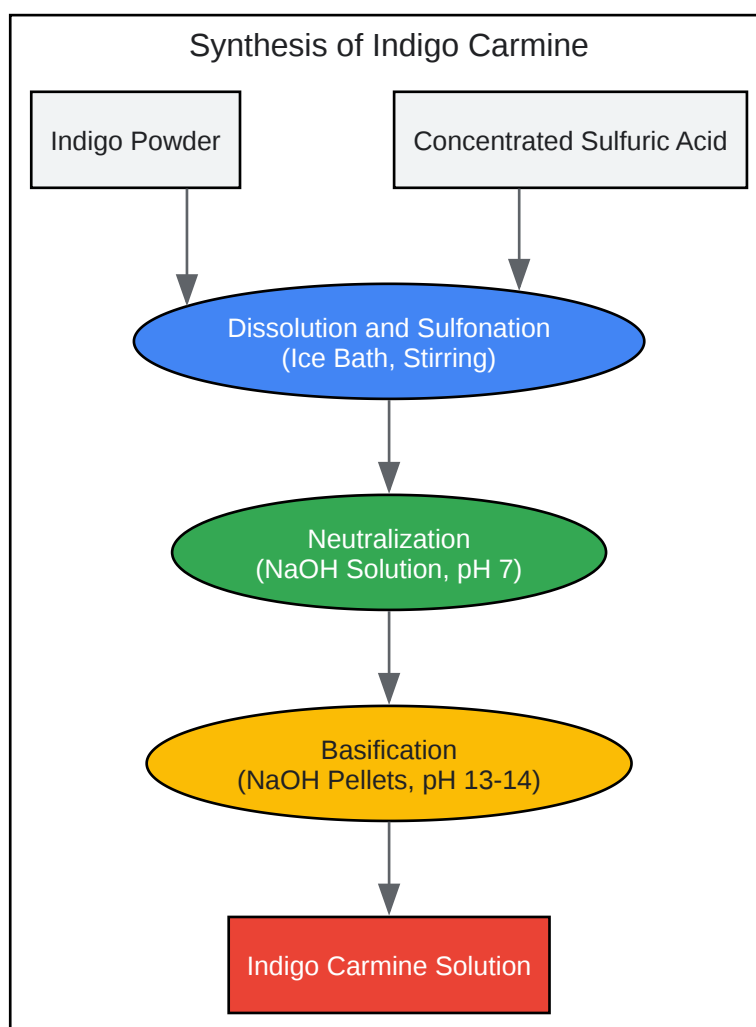 Synthesis of Indigo Carmine
Indigo Powder
Concentrated Sulfuric Acid
Dissolution and Sulfonation
(Ice Bath, Stirring)
Neutralization
(NaOH Solution, pH 7)
Basification
(NaOH Pellets, pH 13-14)
Indigo Carmine Solution